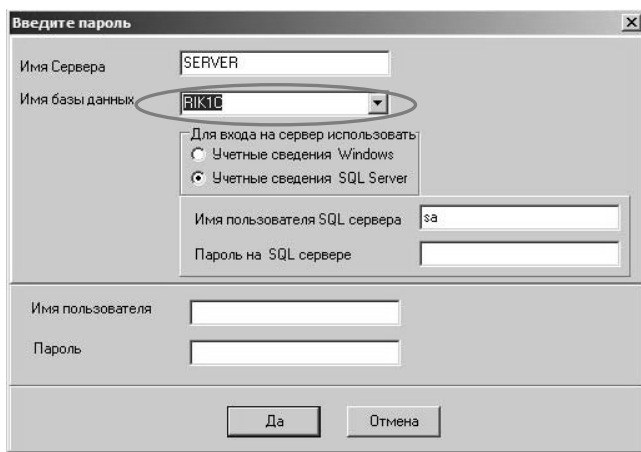 Введите пароль
Имя Сервера SERVER
Имя базы данных RIK10
Для входа на сервер использовать
Учетные сведения Windows
Учетные сведения SQL Server
Имя пользователя SQL сервера sa
Пароль на SQL сервере
Имя пользователя
Пароль
Да Отмена